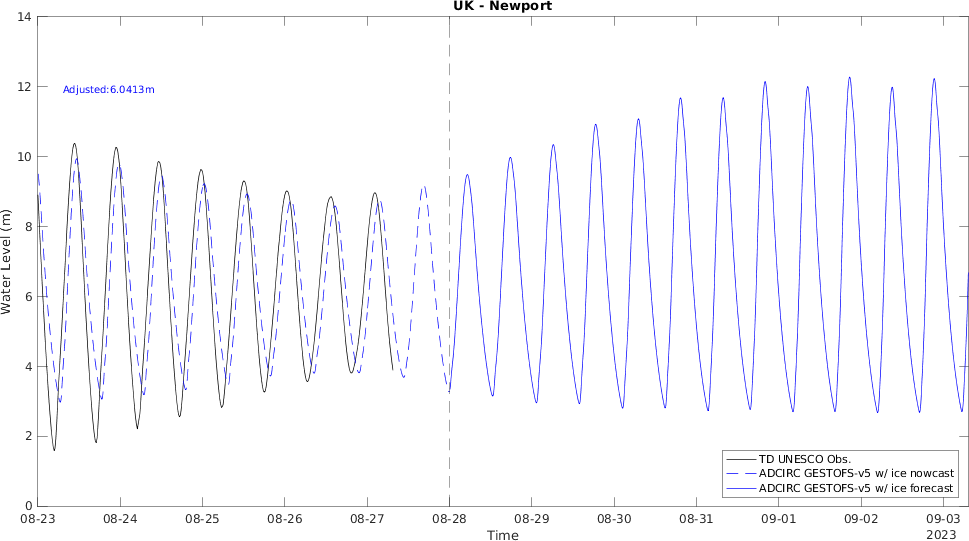 UK - Newport
14
12
10
8
6
4
2
0
Water Level (m)
Adjusted:6.0413m
TD UNESCO Obs.
ADCIRC GESTOFS-v5 w/ ice nowcast
ADCIRC GESTOFS-v5 w/ ice forecast
08-23 08-24 08-25 08-26 08-27 08-28 08-29 08-30 08-31 09-01 09-02 09-03
2023
Time